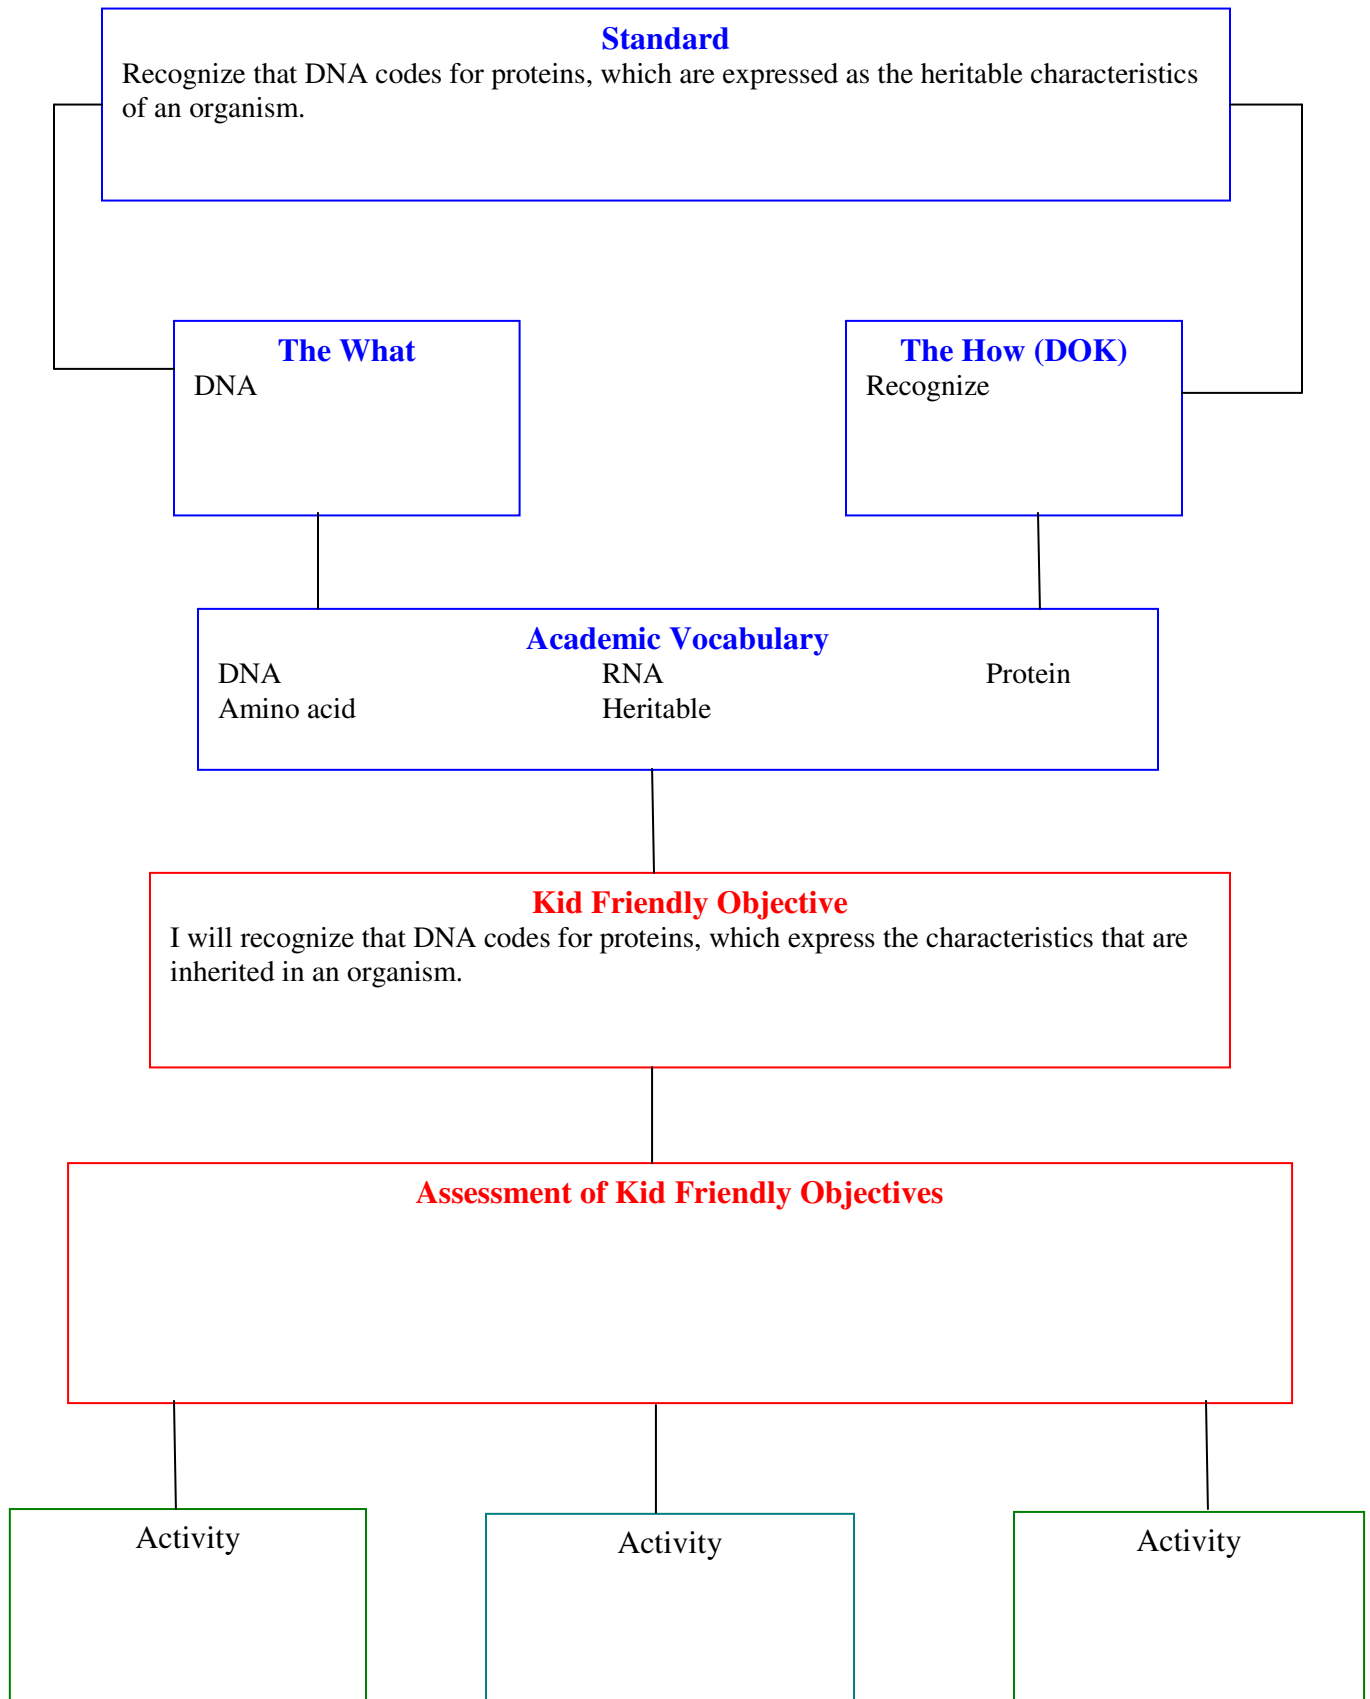 Standard
Recognize that DNA codes for proteins, which are expressed as the heritable characteristics
of an organism.
The What
DNA
The How (DOK)
Recognize
Academic Vocabulary
DNA RNA Protein
Amino acid Heritable
Kid Friendly Objective
I will recognize that DNA codes for proteins, which express the characteristics that are
inherited in an organism.
Assessment of Kid Friendly Objectives
Activity
Activity
Activity